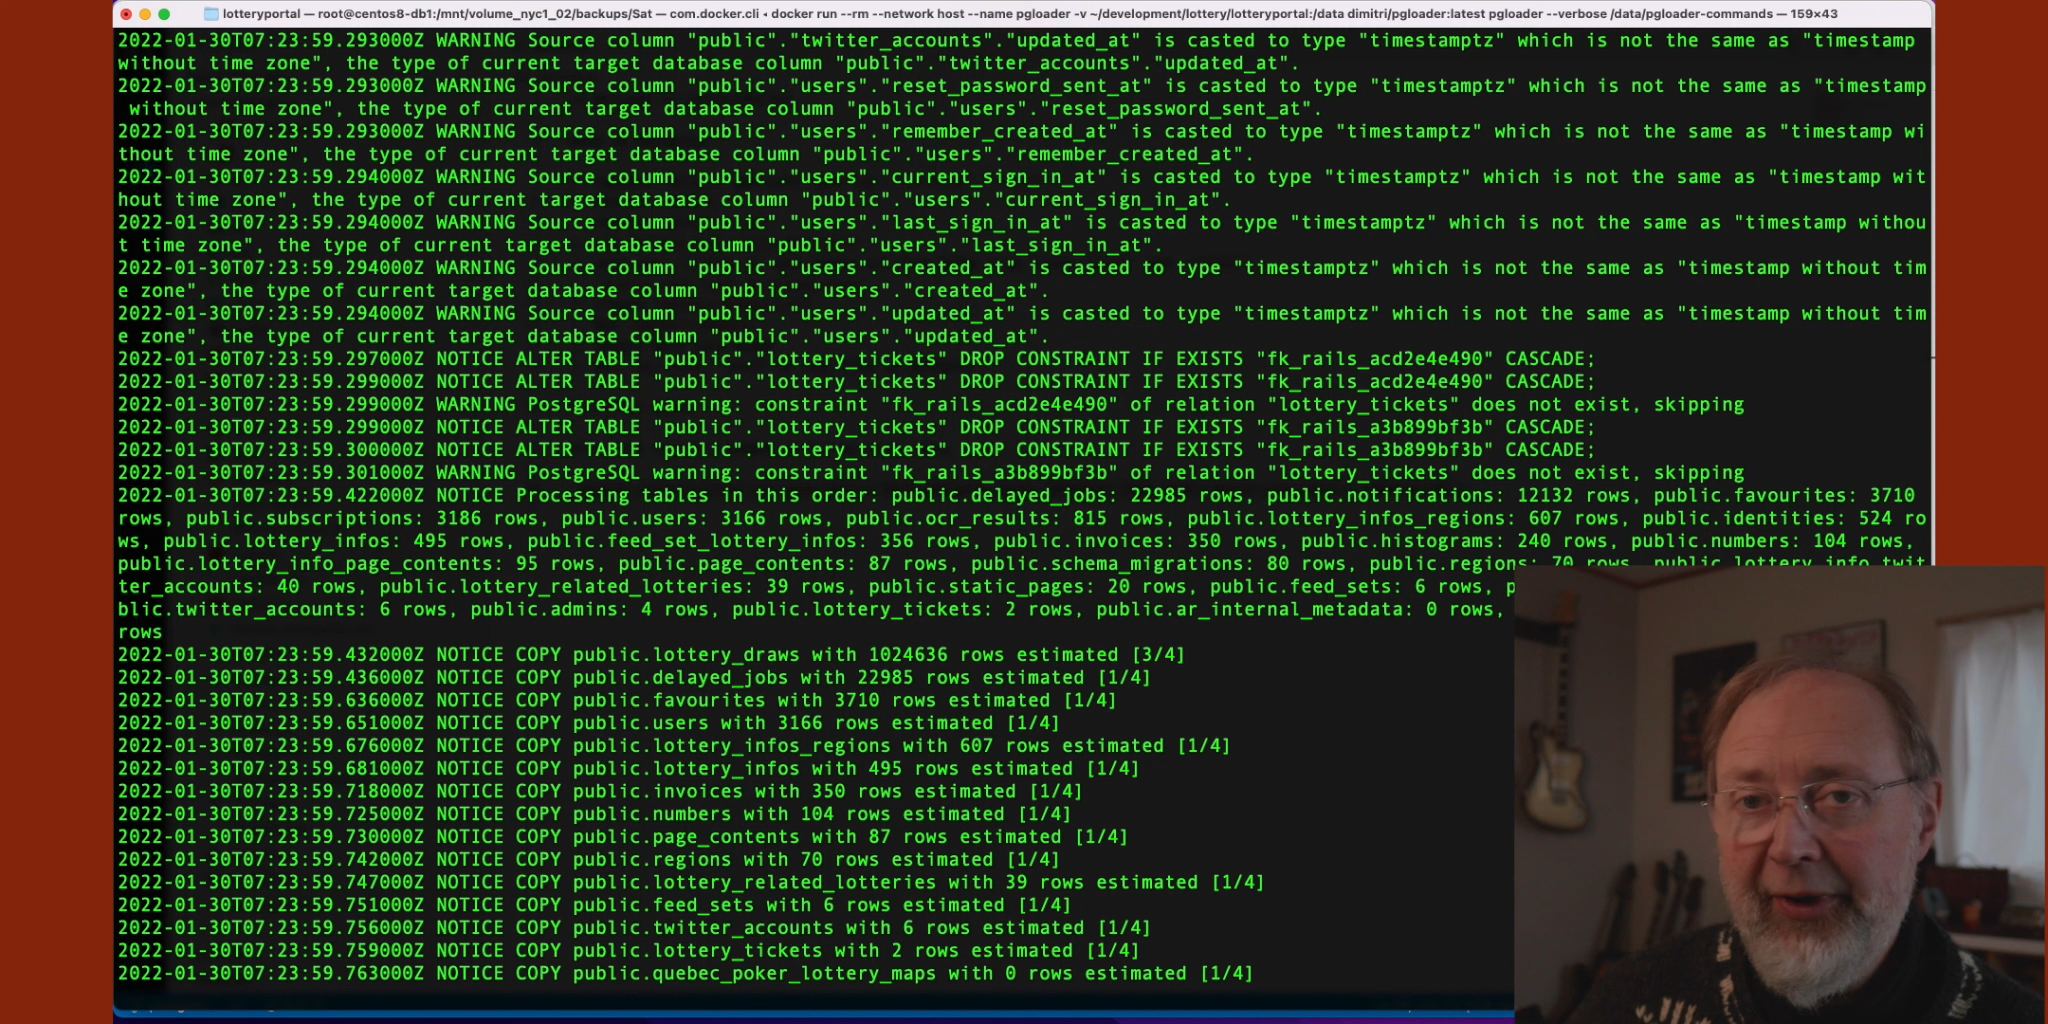 lotteryportal — root@centos8-db1:/mnt/volume_nyc1_02/backups/Sat — com.docker.cli ◂ docker run --rm --network host --name pgloader -v ~/development/lottery/lotteryportal:/data dimitri/pgloader:latest pgloader --verbose /data/pgloader-commands — 159×43
2022-01-30T07:23:59.293000Z WARNING Source column "public"."twitter_accounts"."updated_at" is casted to type "timestamptz" which is not the same as "timestamp
without time zone", the type of current target database column "public"."twitter_accounts"."updated_at".
2022-01-30T07:23:59.293000Z WARNING Source column "public"."users"."reset_password_sent_at" is casted to type "timestamptz" which is not the same as "timestamp
without time zone", the type of current target database column "public"."users"."reset_password_sent_at".
2022-01-30T07:23:59.293000Z WARNING Source column "public"."users"."remember_created_at" is casted to type "timestamptz" which is not the same as "timestamp wi
thout time zone", the type of current target database column "public"."users"."remember_created_at".
2022-01-30T07:23:59.294000Z WARNING Source column "public"."users"."current_sign_in_at" is casted to type "timestamptz" which is not the same as "timestamp wit
hout time zone", the type of current target database column "public"."users"."current_sign_in_at".
2022-01-30T07:23:59.294000Z WARNING Source column "public"."users"."last_sign_in_at" is casted to type "timestamptz" which is not the same as "timestamp withou
t time zone", the type of current target database column "public"."users"."last_sign_in_at".
2022-01-30T07:23:59.294000Z WARNING Source column "public"."users"."created_at" is casted to type "timestamptz" which is not the same as "timestamp without tim
e zone", the type of current target database column "public"."users"."created_at".
2022-01-30T07:23:59.294000Z WARNING Source column "public"."users"."updated_at" is casted to type "timestamptz" which is not the same as "timestamp without tim
e zone", the type of current target database column "public"."users"."updated_at".
2022-01-30T07:23:59.297000Z NOTICE ALTER TABLE "public"."lottery_tickets" DROP CONSTRAINT IF EXISTS "fk_rails_acd2e4e490" CASCADE;
2022-01-30T07:23:59.299000Z NOTICE ALTER TABLE "public"."lottery_tickets" DROP CONSTRAINT IF EXISTS "fk_rails_acd2e4e490" CASCADE;
2022-01-30T07:23:59.299000Z WARNING PostgreSQL warning: constraint "fk_rails_acd2e4e490" of relation "lottery_tickets" does not exist, skipping
2022-01-30T07:23:59.299000Z NOTICE ALTER TABLE "public"."lottery_tickets" DROP CONSTRAINT IF EXISTS "fk_rails_a3b899bf3b" CASCADE;
2022-01-30T07:23:59.300000Z NOTICE ALTER TABLE "public"."lottery_tickets" DROP CONSTRAINT IF EXISTS "fk_rails_a3b899bf3b" CASCADE;
2022-01-30T07:23:59.301000Z WARNING PostgreSQL warning: constraint "fk_rails_a3b899bf3b" of relation "lottery_tickets" does not exist, skipping
2022-01-30T07:23:59.422000Z NOTICE Processing tables in this order: public.delayed_jobs: 22985 rows, public.notifications: 12132 rows, public.favourites: 3710
rows, public.subscriptions: 3186 rows, public.users: 3166 rows, public.ocr_results: 815 rows, public.lottery_infos_regions: 607 rows, public.identities: 524 ro
ws, public.lottery_infos: 495 rows, public.feed_set_lottery_infos: 356 rows, public.invoices: 350 rows, public.histograms: 240 rows, public.numbers: 104 rows,
public.lottery_info_page_contents: 95 rows, public.page_contents: 87 rows, public.schema_migrations: 80 rows, public.regions: 70 rows, public.lottery_info_twit
ter_accounts: 40 rows, public.lottery_related_lotteries: 39 rows, public.static_pages: 20 rows, public.feed_sets: 6 rows, p
blic.twitter_accounts: 6 rows, public.admins: 4 rows, public.lottery_tickets: 2 rows, public.ar_internal_metadata: 0 rows,
rows
2022-01-30T07:23:59.432000Z NOTICE COPY public.lottery_draws with 1024636 rows estimated [3/4]
2022-01-30T07:23:59.436000Z NOTICE COPY public.delayed_jobs with 22985 rows estimated [1/4]
2022-01-30T07:23:59.636000Z NOTICE COPY public.favourites with 3710 rows estimated [1/4]
2022-01-30T07:23:59.651000Z NOTICE COPY public.users with 3166 rows estimated [1/4]
2022-01-30T07:23:59.676000Z NOTICE COPY public.lottery_infos_regions with 607 rows estimated [1/4]
2022-01-30T07:23:59.681000Z NOTICE COPY public.lottery_infos with 495 rows estimated [1/4]
2022-01-30T07:23:59.718000Z NOTICE COPY public.invoices with 350 rows estimated [1/4]
2022-01-30T07:23:59.725000Z NOTICE COPY public.numbers with 104 rows estimated [1/4]
2022-01-30T07:23:59.730000Z NOTICE COPY public.page_contents with 87 rows estimated [1/4]
2022-01-30T07:23:59.742000Z NOTICE COPY public.regions with 70 rows estimated [1/4]
2022-01-30T07:23:59.747000Z NOTICE COPY public.lottery_related_lotteries with 39 rows estimated [1/4]
2022-01-30T07:23:59.751000Z NOTICE COPY public.feed_sets with 6 rows estimated [1/4]
2022-01-30T07:23:59.756000Z NOTICE COPY public.twitter_accounts with 6 rows estimated [1/4]
2022-01-30T07:23:59.759000Z NOTICE COPY public.lottery_tickets with 2 rows estimated [1/4]
2022-01-30T07:23:59.763000Z NOTICE COPY public.quebec_poker_lottery_maps with 0 rows estimated [1/4]